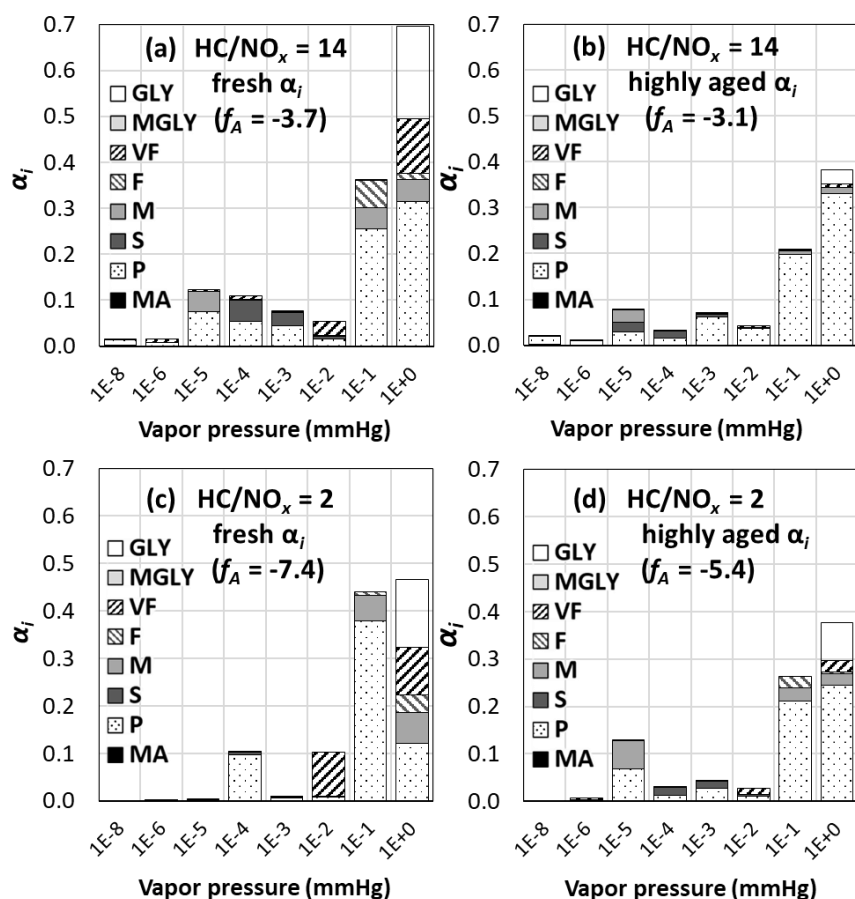 (a) HC/NOₓ = 14
fresh αᵢ
(f_A = -3.7)
αᵢ
0.7
0.6
0.5
0.4
0.3
0.2
0.1
0.0
GLY
MGLY
VF
F
M
S
P
MA
1E-8
1E-6
1E-5
1E-4
1E-3
1E-2
1E-1
1E+0
Vapor pressure (mmHg)
(b) HC/NOₓ = 14
highly aged αᵢ
(f_A = -3.1)
αᵢ
0.7
0.6
0.5
0.4
0.3
0.2
0.1
0.0
GLY
MGLY
VF
F
M
S
P
MA
1E-8
1E-6
1E-5
1E-4
1E-3
1E-2
1E-1
1E+0
Vapor pressure (mmHg)
(c) HC/NOₓ = 2
fresh αᵢ
(f_A = -7.4)
αᵢ
0.7
0.6
0.5
0.4
0.3
0.2
0.1
0.0
GLY
MGLY
VF
F
M
S
P
MA
1E-8
1E-6
1E-5
1E-4
1E-3
1E-2
1E-1
1E+0
Vapor pressure (mmHg)
(d) HC/NOₓ = 2
highly aged αᵢ
(f_A = -5.4)
αᵢ
0.7
0.6
0.5
0.4
0.3
0.2
0.1
0.0
GLY
MGLY
VF
F
M
S
P
MA
1E-8
1E-6
1E-5
1E-4
1E-3
1E-2
1E-1
1E+0
Vapor pressure (mmHg)